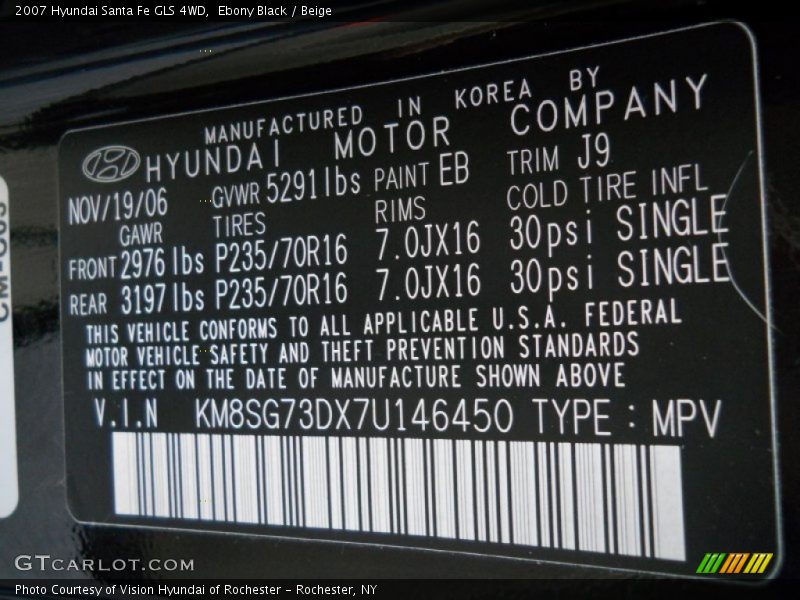 2007 Hyundai Santa Fe GLS 4WD,  Ebony Black / Beige
MANUFACTURED IN KOREA BY
HYUNDAI MOTOR COMPANY
NOV/19/06 GVWR 5291lbs PAINT EB TRIM J9
GAWR TIRES RIMS COLD TIRE INFL
FRONT 2976 lbs P235/70R16 7.0JX16 30psi SINGLE
REAR 3197 lbs P235/70R16 7.0JX16 30psi SINGLE
THIS VEHICLE CONFORMS TO ALL APPLICABLE U.S.A. FEDERAL
MOTOR VEHICLE SAFETY AND THEFT PREVENTION STANDARDS
IN EFFECT ON THE DATE OF MANUFACTURE SHOWN ABOVE
V.I.N KM8SG73DX7U146450 TYPE : MPV
GTCARLOT.COM
Photo Courtesy of Vision Hyundai of Rochester – Rochester, NY